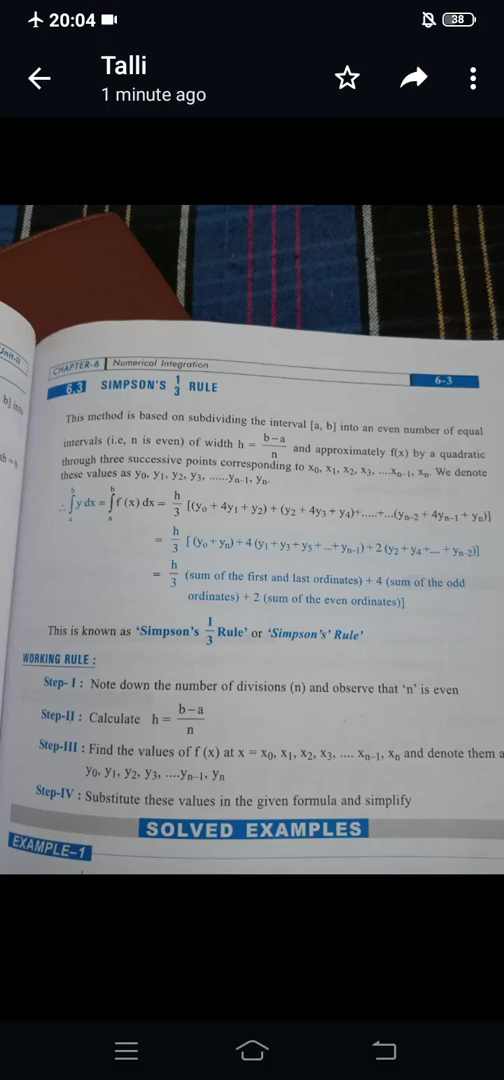 20:04
38
Talli
1 minute ago
Unit-II
CHAPTER-6 Numerical Integration
6-3
6.3 SIMPSON'S 1/3 RULE
This method is based on subdividing the interval [a, b] into an even number of equal
intervals (i.e, n is even) of width h = b−a/n and approximately f(x) by a quadratic
through three successive points corresponding to x₀, x₁, x₂, x₃, ....xₙ₋₁, xₙ. We denote
these values as y₀, y₁, y₂, y₃, ......yₙ₋₁, yₙ.
∴ ∫ₐᵇ y dx = ∫ₐᵇ f (x) dx = h/3 [(y₀ + 4y₁ + y₂) + (y₂ + 4y₃ + y₄)+.....+...(yₙ₋₂ + 4yₙ₋₁ + yₙ)]
= h/3 [(y₀ + yₙ)+4(y₁+y₃+y₅+...+yₙ₋₁)+2(y₂+y₄+....+yₙ₋₂)]
= h/3 (sum of the first and last ordinates) + 4 (sum of the odd
ordinates) + 2 (sum of the even ordinates)]
This is known as 'Simpson's 1/3 Rule' or 'Simpson's' Rule'
WORKING RULE :
Step- I : Note down the number of divisions (n) and observe that 'n' is even
Step-II : Calculate h = b−a/n
Step-III : Find the values of f (x) at x = x₀, x₁, x₂, x₃, .... xₙ₋₁, xₙ and denote them a
y₀, y₁, y₂, y₃, ....yₙ₋₁, yₙ
Step-IV : Substitute these values in the given formula and simplify
SOLVED EXAMPLES
EXAMPLE–1